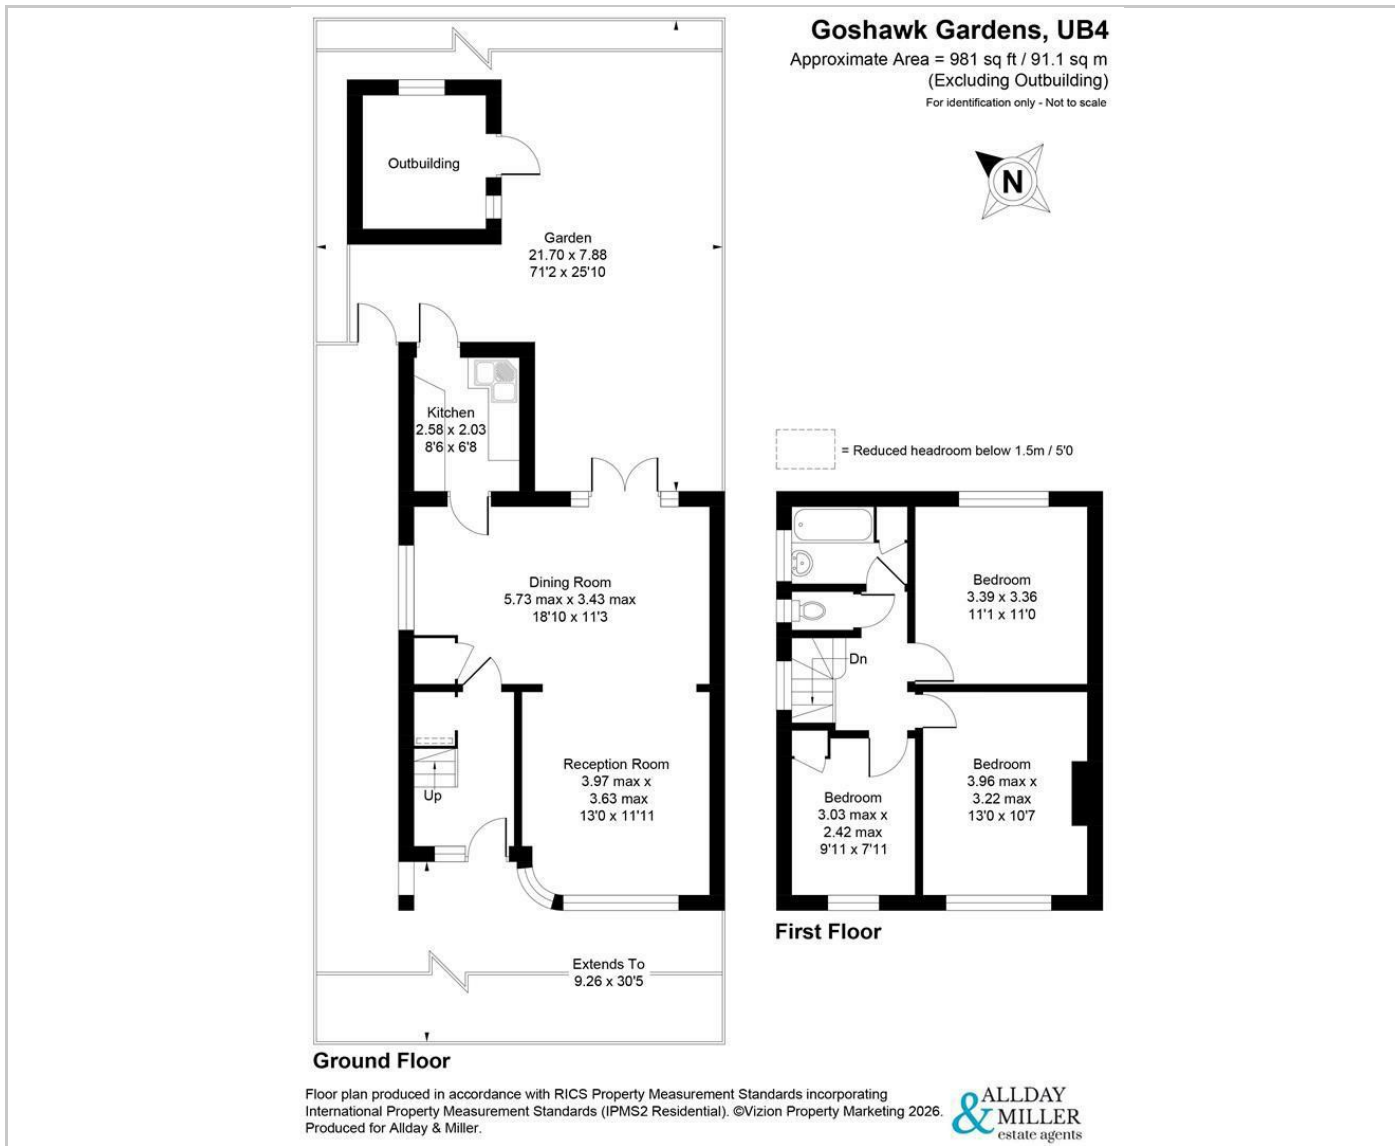 Goshawk Gardens, UB4
Approximate Area = 981 sq ft / 91.1 sq m
(Excluding Outbuilding)
For identification only - Not to scale
N
Outbuilding
Garden
21.70 x 7.88
71'2 x 25'10
Kitchen
2.58 x 2.03
8'6 x 6'8
= Reduced headroom below 1.5m / 5'0
Dining Room
5.73 max x 3.43 max
18'10 x 11'3
Reception Room
3.97 max x
3.63 max
13'0 x 11'11
Up
Extends To
9.26 x 30'5
Ground Floor
Bedroom
3.39 x 3.36
11'1 x 11'0
Dn
Bedroom
3.96 max x
3.22 max
13'0 x 10'7
Bedroom
3.03 max x
2.42 max
9'11 x 7'11
First Floor
Floor plan produced in accordance with RICS Property Measurement Standards incorporating
International Property Measurement Standards (IPMS2 Residential). ©Vizion Property Marketing 2026.
Produced for Allday & Miller.
ALLDAY
& MILLER
estate agents